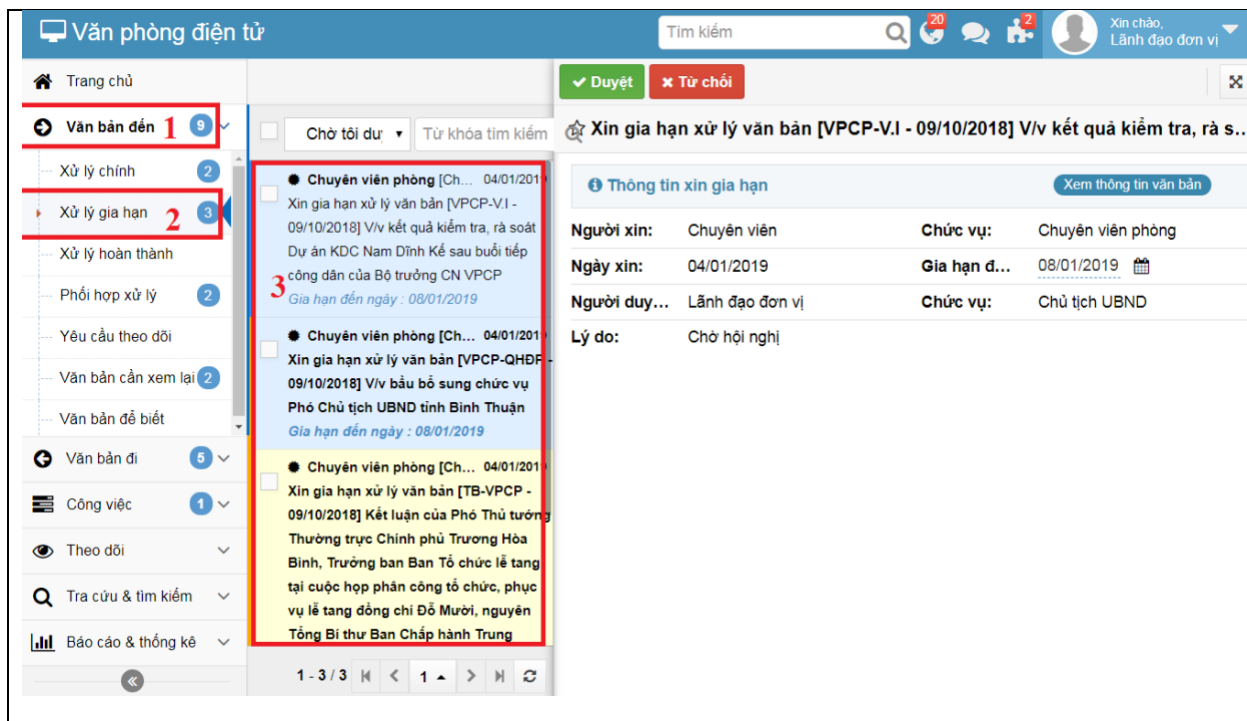 Văn phòng điện tử
Tìm kiếm
20
2
Xin chào,
Lãnh đạo đơn vị
Trang chủ
Văn bản đến 1 9
Xử lý chính 2
Xử lý gia hạn 2 3
Xử lý hoàn thành
Phối hợp xử lý 2
Yêu cầu theo dõi
Văn bản cần xem lại 2
Văn bản để biết
Văn bản đi 5
Công việc 1
Theo dõi
Tra cứu & tìm kiếm
Báo cáo & thống kê
Chờ tôi du
Từ khóa tìm kiếm
3
Chuyên viên phòng [Ch... 04/01/2019
Xin gia hạn xử lý văn bản [VPCP-V.I -
09/10/2018] V/v kết quả kiểm tra, rà soát
Dự án KDC Nam Dĩnh Kế sau buổi tiếp
công dân của Bộ trưởng CN VPCP
Gia hạn đến ngày : 08/01/2019
Chuyên viên phòng [Ch... 04/01/2019
Xin gia hạn xử lý văn bản [VPCP-QHĐP -
09/10/2018] V/v bầu bổ sung chức vụ
Phó Chủ tịch UBND tỉnh Bình Thuận
Gia hạn đến ngày : 08/01/2019
Chuyên viên phòng [Ch... 04/01/2019
Xin gia hạn xử lý văn bản [TB-VPCP -
09/10/2018] Kết luận của Phó Thủ tướng
Thường trực Chính phủ Trương Hòa
Bình, Trưởng ban Ban Tổ chức lễ tang
tại cuộc họp phân công tổ chức, phục
vụ lễ tang đồng chí Đỗ Mười, nguyên
Tổng Bí thư Ban Chấp hành Trung
1 - 3 / 3 1
Duyệt
Từ chối
Xin gia hạn xử lý văn bản [VPCP-V.I - 09/10/2018] V/v kết quả kiểm tra, rà s...
Thông tin xin gia hạn
Xem thông tin văn bản
Người xin: Chuyên viên Chức vụ: Chuyên viên phòng
Ngày xin: 04/01/2019 Gia hạn đ... 08/01/2019
Người duy... Lãnh đạo đơn vị Chức vụ: Chủ tịch UBND
Lý do: Chờ hội nghị